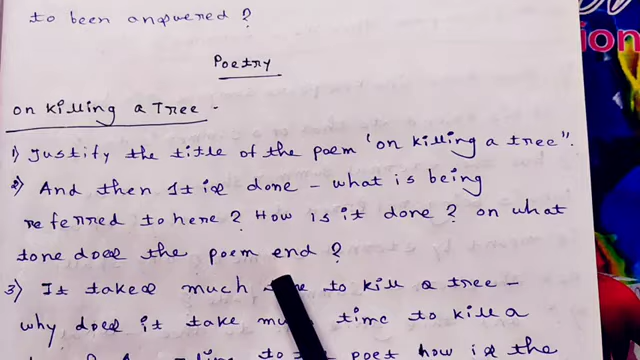 to been answered ?
Poetry
on Killing a Tree -
1) Justify the title of the poem "on killing a tree".
2) And then It is done - what is being
referred to here ? How is it done ? on what
tone does the poem end ?
3) It takes much to kill a tree -
why does it take much time to kill a
to poet how is the
ion